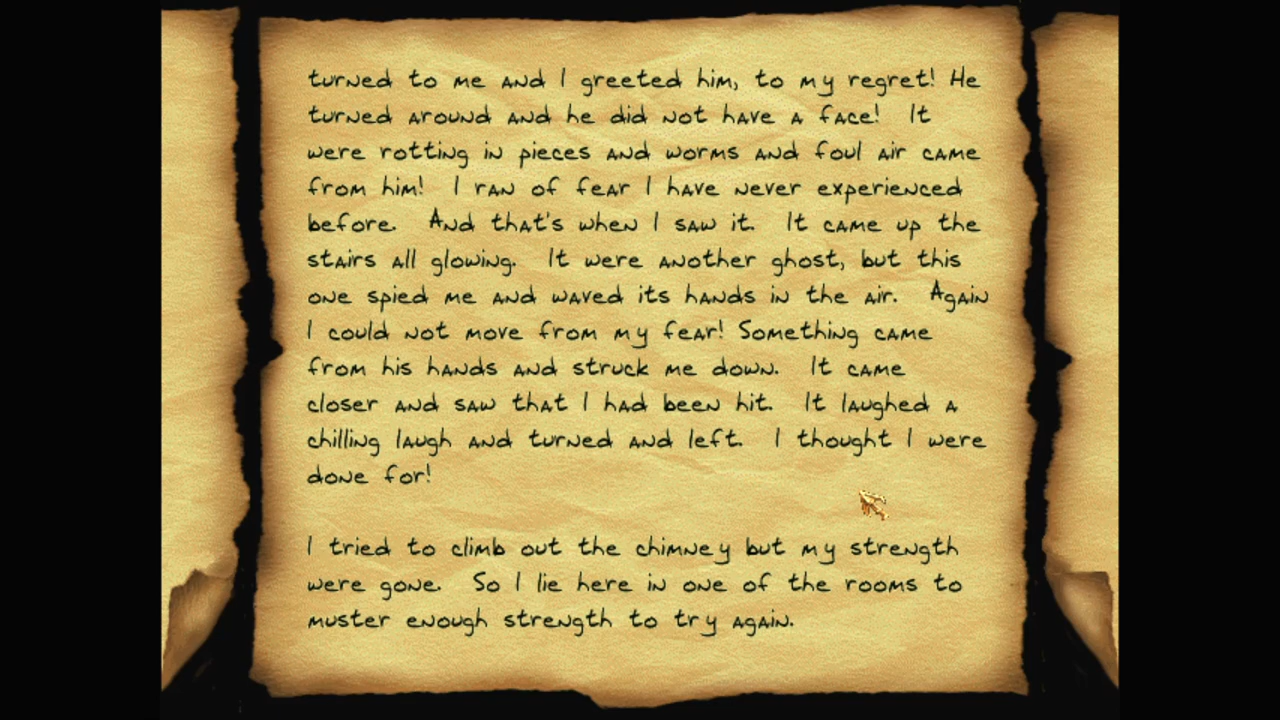 turned to me and I greeted him, to my regret! He
turned around and he did not have a face! It
were rotting in pieces and worms and foul air came
from him! I ran of fear I have never experienced
before. And that's when I saw it. It came up the
stairs all glowing. It were another ghost, but this
one spied me and waved its hands in the air. Again
I could not move from my fear! Something came
from his hands and struck me down. It came
closer and saw that I had been hit. It laughed a
chilling laugh and turned and left. I thought I were
done for!
I tried to climb out the chimney but my strength
were gone. So I lie here in one of the rooms to
muster enough strength to try again.